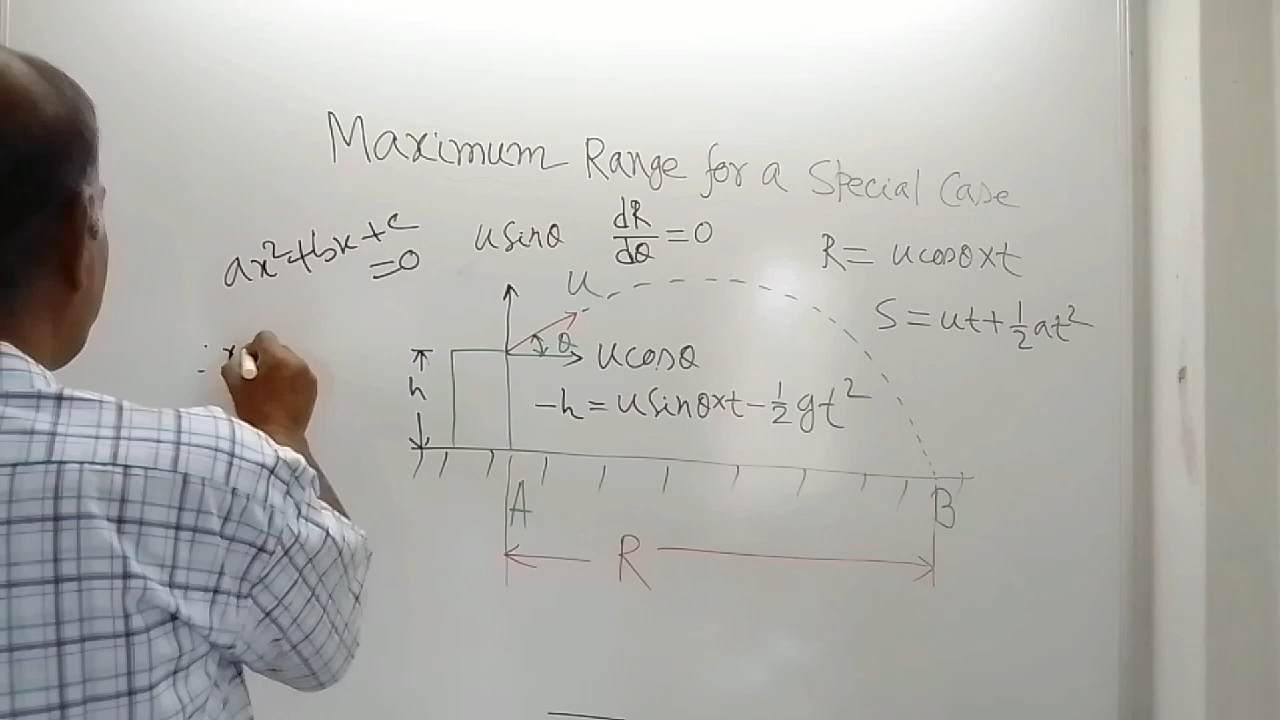 Maximum Range for a Special Case
ax²+bx+c
=0
usinθ
dR/dθ=0
R= ucosθ×t
S=ut+½at²
u
θ
ucosθ
h
-h=usinθ×t-½gt²
A
B
R
∴ x